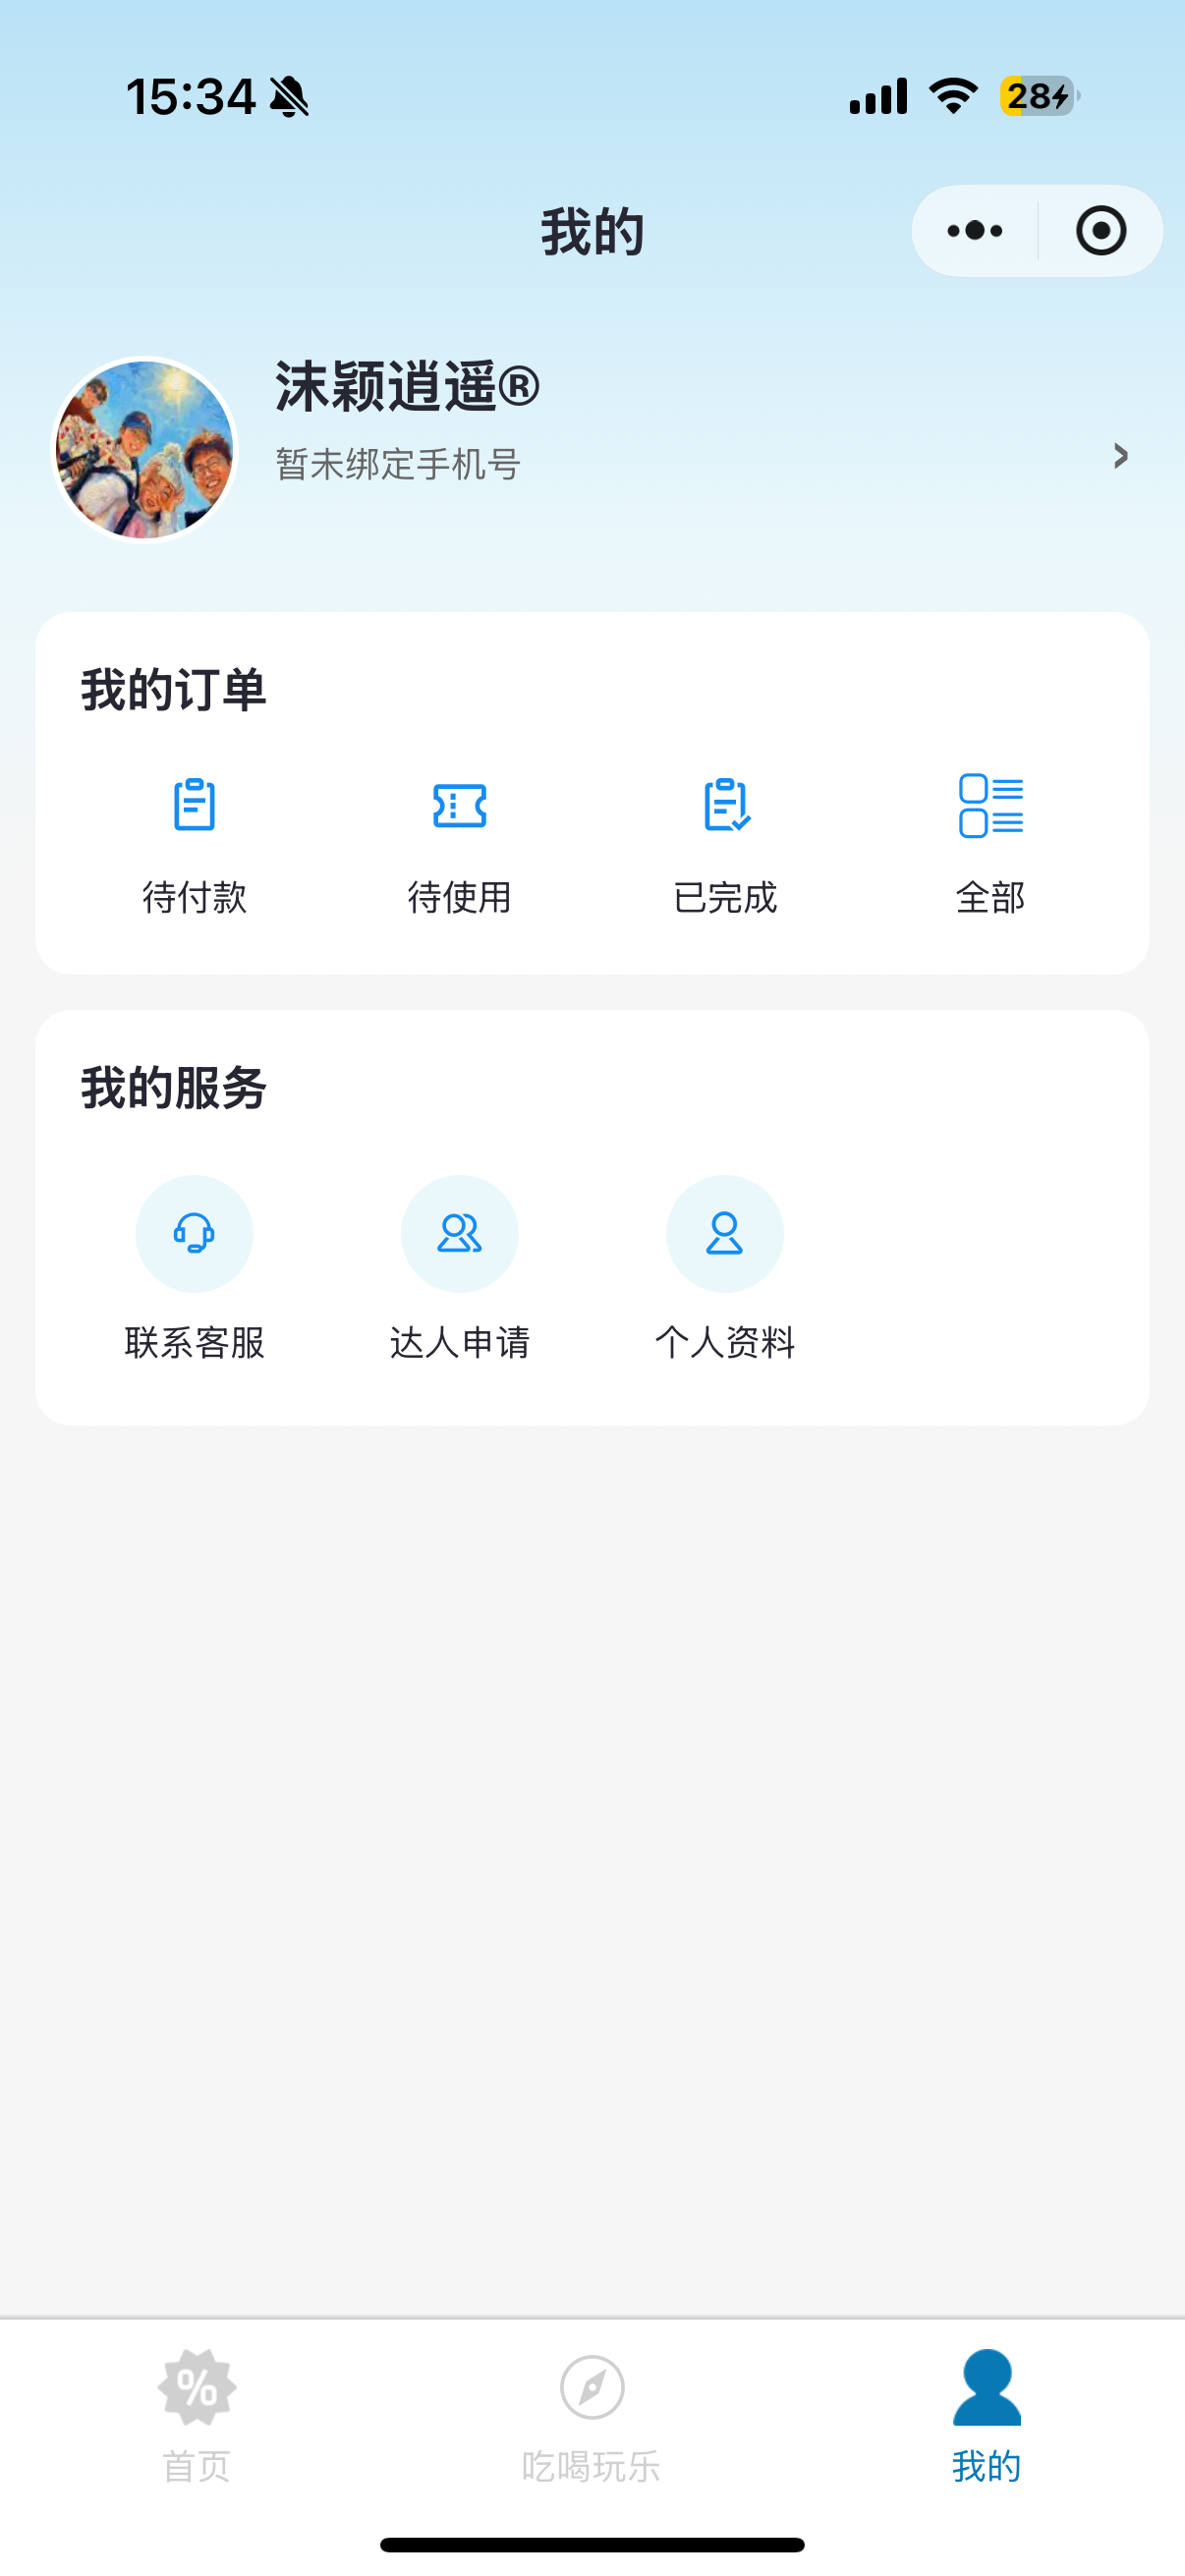 15:34 28
我的
沫颖逍遥®
暂未绑定手机号
我的订单
待付款 待使用 已完成 全部
我的服务
联系客服 达人申请 个人资料
%
首页 吃喝玩乐 我的